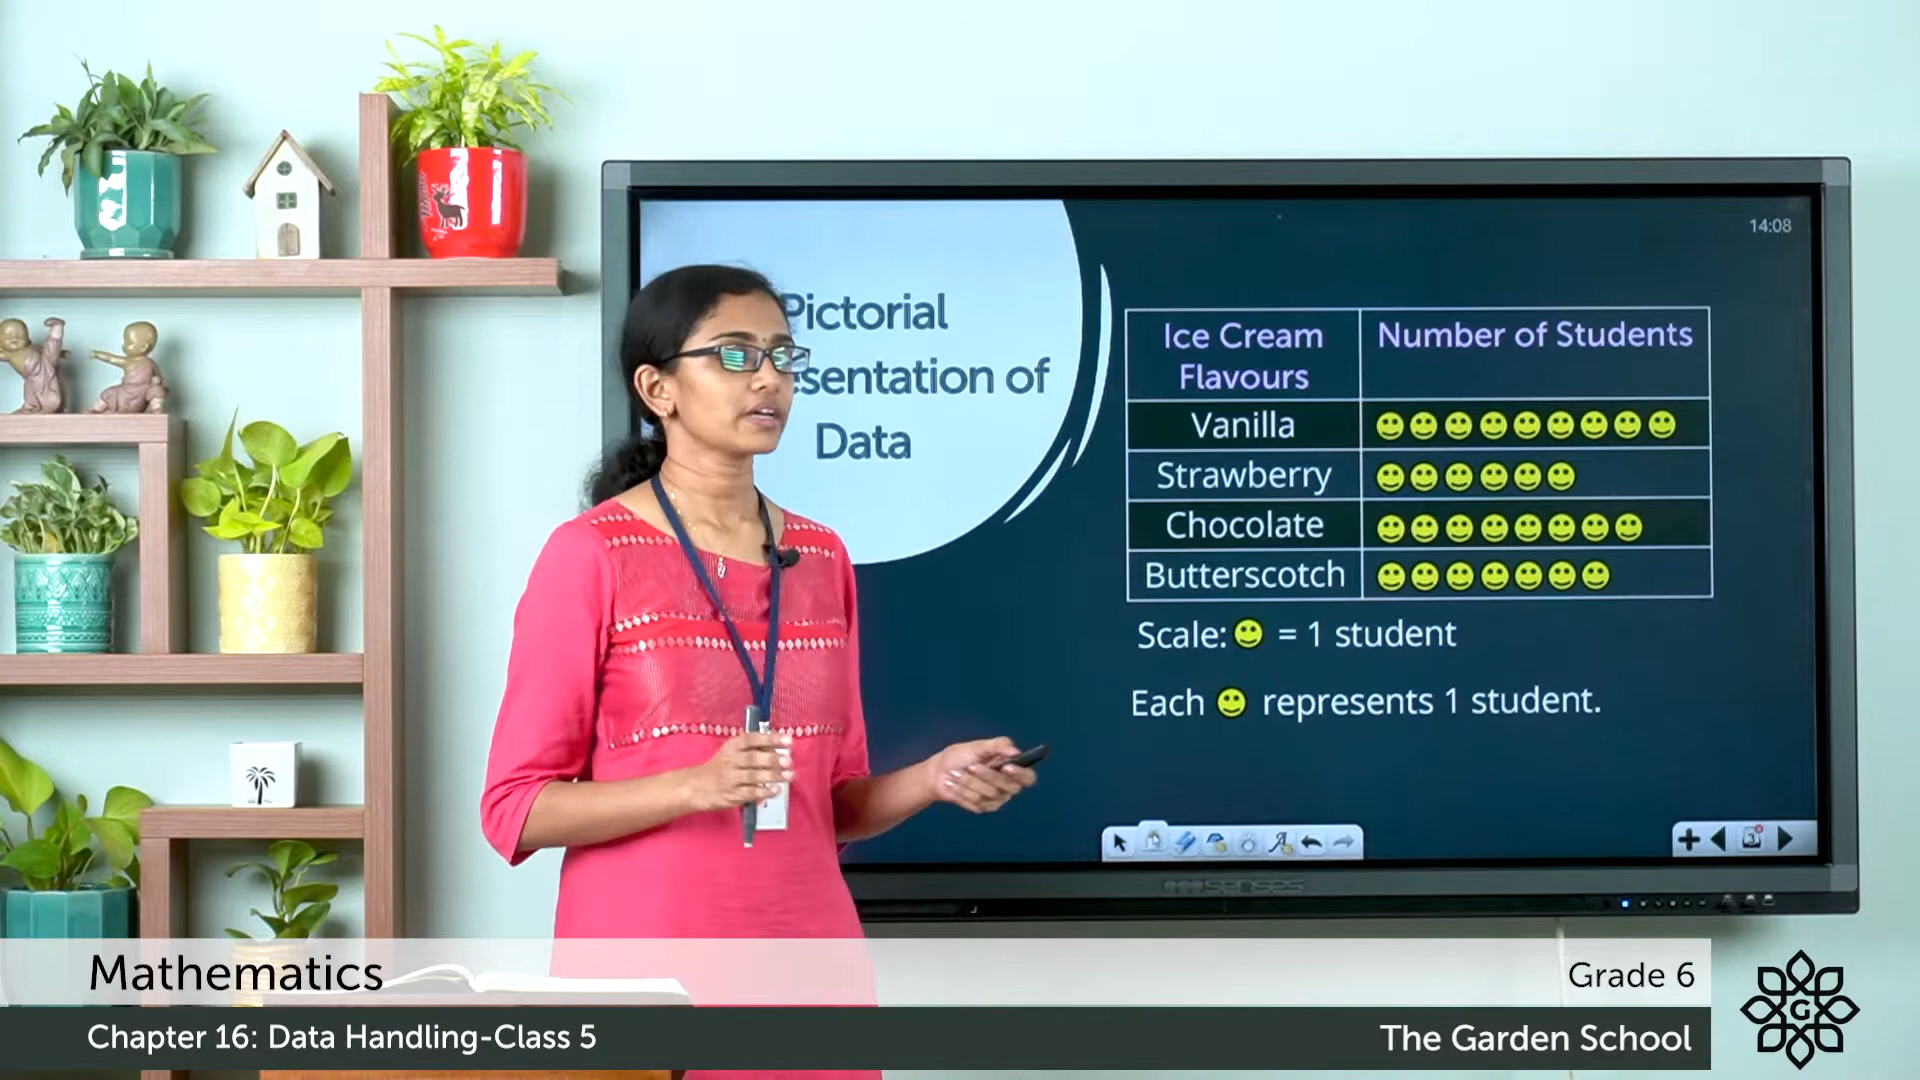 14:08
Pictorial
esentation of
Data
Ice Cream
Flavours
Number of Students
Vanilla
Strawberry
Chocolate
Butterscotch
Scale: = 1 student
Each represents 1 student.
Mathematics
Grade 6
Chapter 16: Data Handling-Class 5
The Garden School
G